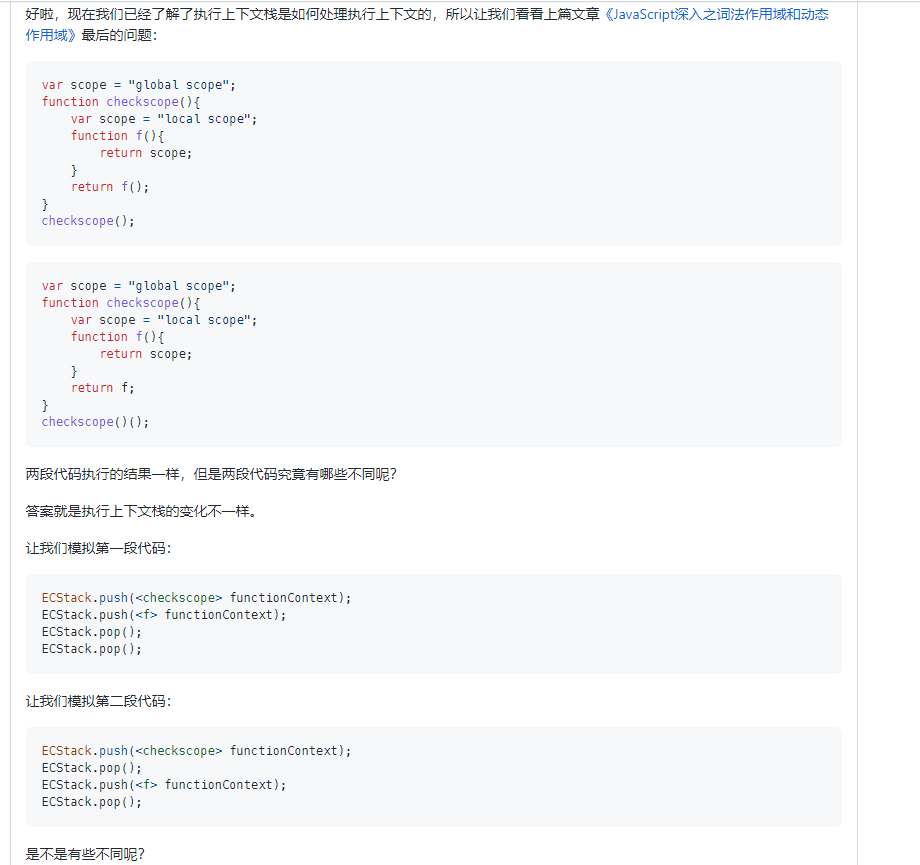 好啦，现在我们已经了解了执行上下文栈是如何处理执行上下文的，所以让我们看看上篇文章《JavaScript深入之词法作用域和动态
作用域》最后的问题：
var scope = "global scope";
function checkscope(){
    var scope = "local scope";
    function f(){
        return scope;
    }
    return f();
}
checkscope();
var scope = "global scope";
function checkscope(){
    var scope = "local scope";
    function f(){
        return scope;
    }
    return f;
}
checkscope()();
两段代码执行的结果一样，但是两段代码究竟有哪些不同呢？
答案就是执行上下文栈的变化不一样。
让我们模拟第一段代码：
ECStack.push(<checkscope> functionContext);
ECStack.push(<f> functionContext);
ECStack.pop();
ECStack.pop();
让我们模拟第二段代码：
ECStack.push(<checkscope> functionContext);
ECStack.pop();
ECStack.push(<f> functionContext);
ECStack.pop();
是不是有些不同呢？